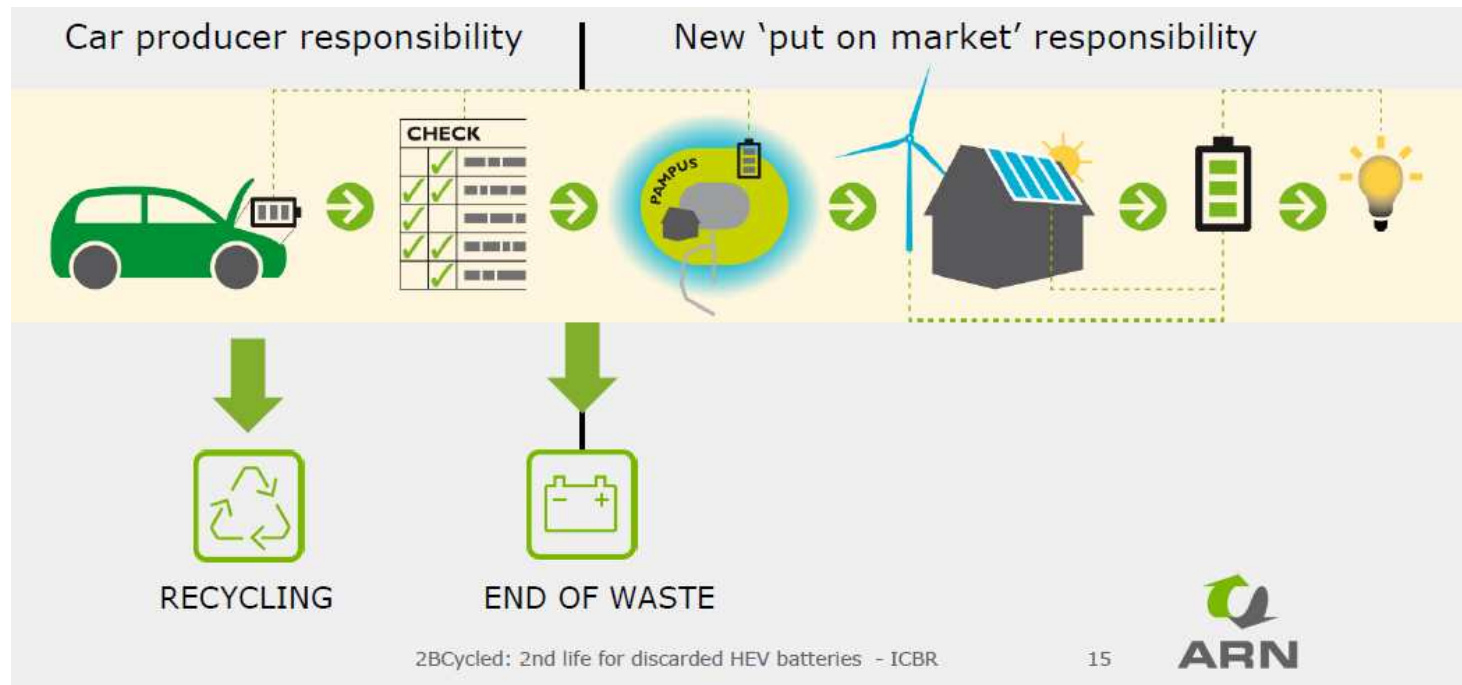 Car producer responsibility
New ‘put on market’ responsibility
CHECK
PAMPUS
RECYCLING
END OF WASTE
2BCycled: 2nd life for discarded HEV batteries - ICBR
15
ARN